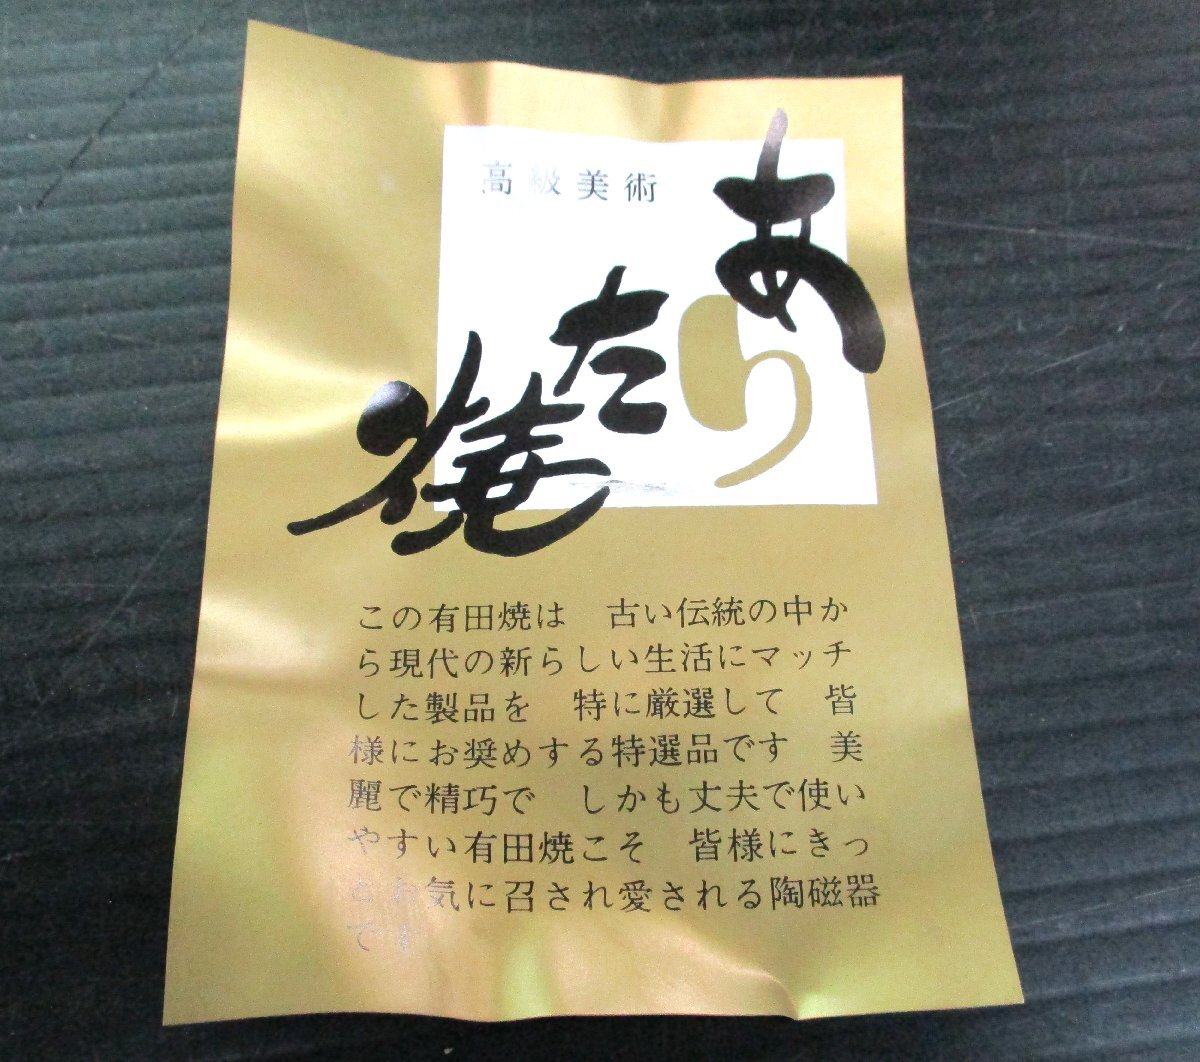 高級美術
ありた焼
この有田焼は　古い伝統の中か
ら現代の新らしい生活にマッチ
した製品を　特に厳選して　皆
様にお奨めする特選品です　美
麗で精巧で　しかも丈夫で使い
やすい有田焼こそ　皆様にきっ
とお気に召され愛される陶磁器
です